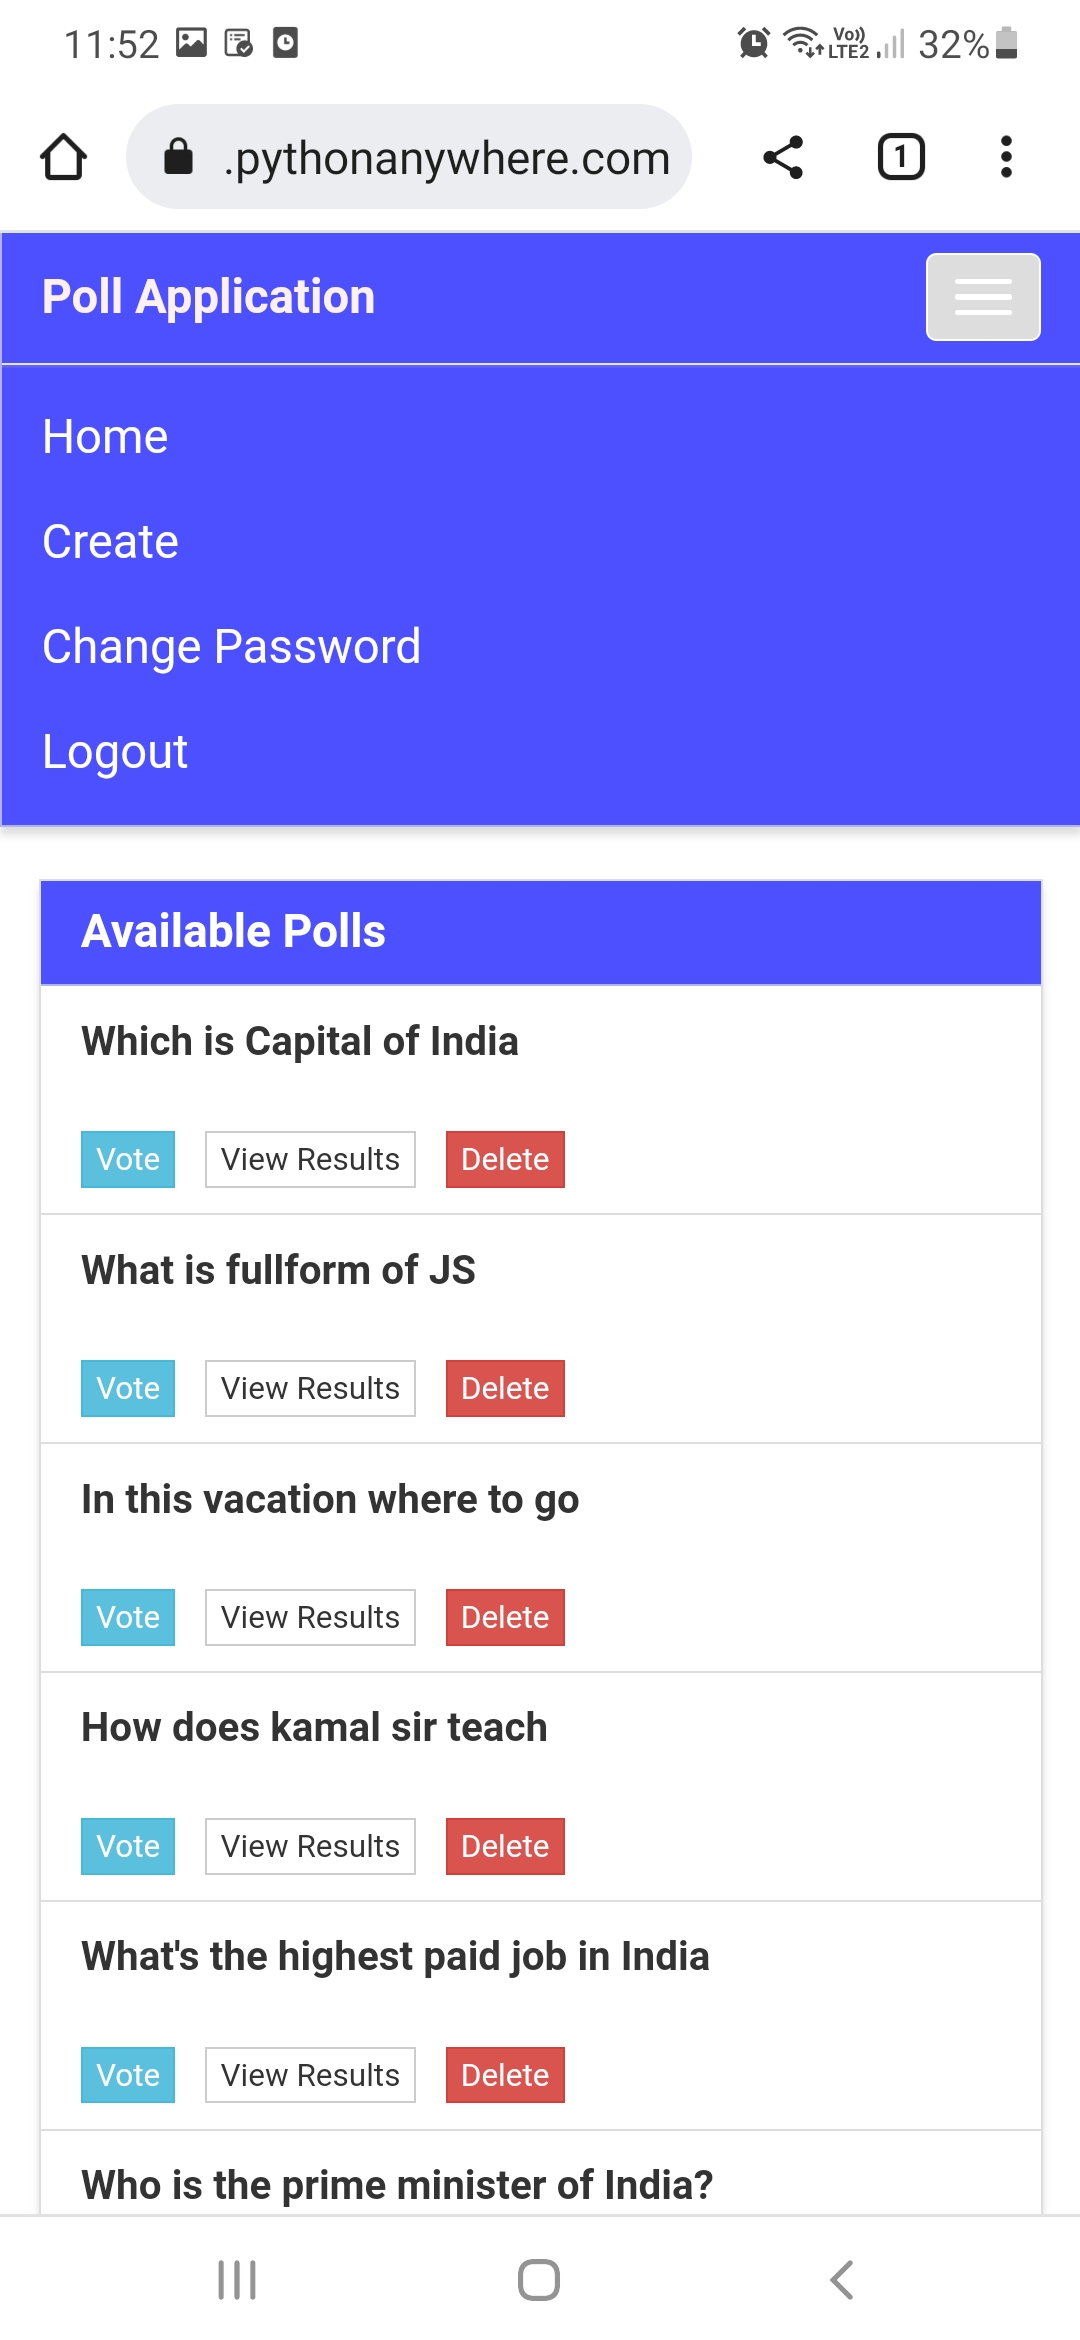 11:52 Vo)) LTE2 32%
.pythonanywhere.com 1
Poll Application
Home
Create
Change Password
Logout
Available Polls
Which is Capital of India
Vote View Results Delete
What is fullform of JS
Vote View Results Delete
In this vacation where to go
Vote View Results Delete
How does kamal sir teach
Vote View Results Delete
What's the highest paid job in India
Vote View Results Delete
Who is the prime minister of India?